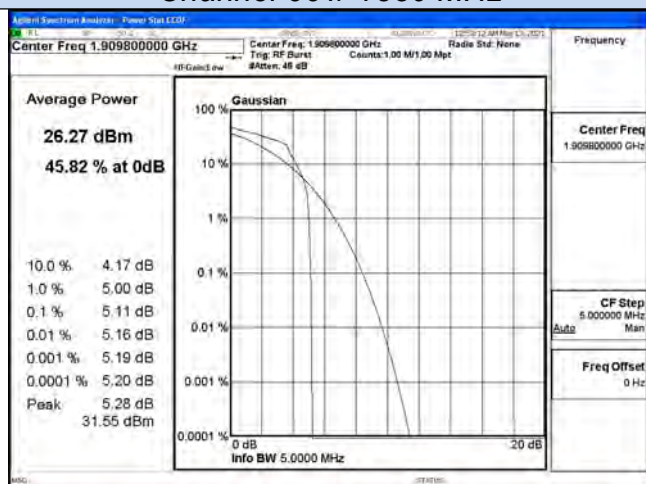 Agilent Spectrum Analyzer - Power Stat CCDF
Center Freq 1.909800000 GHz
Center Freq: 1.909800000 GHz
Radio Std: None
Trig: RF Burst
Counts:1.00 M/1.00 Mpt
#IFGain:Low
#Atten: 46 dB
Frequency
Average Power
26.27 dBm
45.82 % at 0dB
10.0 % 4.17 dB
1.0 % 5.00 dB
0.1 % 5.11 dB
0.01 % 5.16 dB
0.001 % 5.19 dB
0.0001 % 5.20 dB
Peak 5.28 dB
31.55 dBm
Gaussian
100 %
10 %
1 %
0.1 %
0.01 %
0.001 %
0.0001 %
0 dB
20 dB
Info BW 5.0000 MHz
Center Freq
1.909800000 GHz
CF Step
5.000000 MHz
Auto Man
Freq Offset
0 Hz
MSG
STATUS